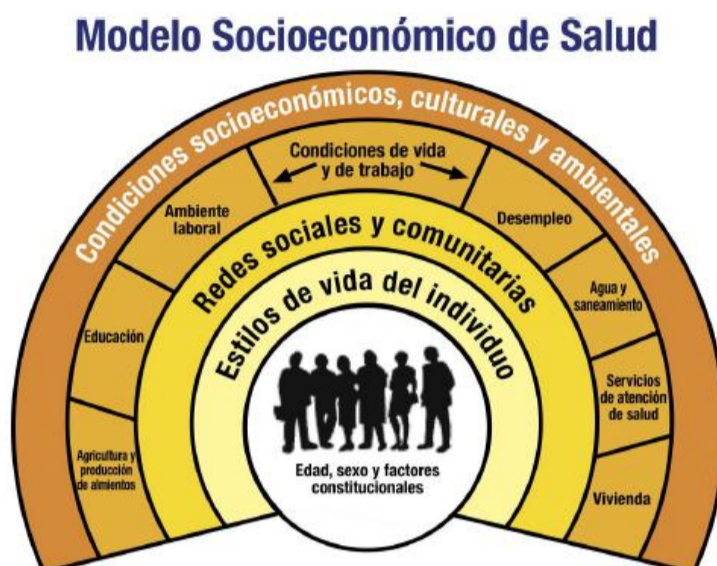 Modelo Socioeconómico de Salud
Condiciones socioeconómicos, culturales y ambientales
Condiciones de vida
y de trabajo
Ambiente
laboral
Desempleo
Redes sociales y comunitarias
Educación
Agua y
saneamiento
Estilos de vida del individuo
Servicios
de atención
de salud
Agricultura y
producción
de almientos
Vivienda
Edad, sexo y factores
constitucionales